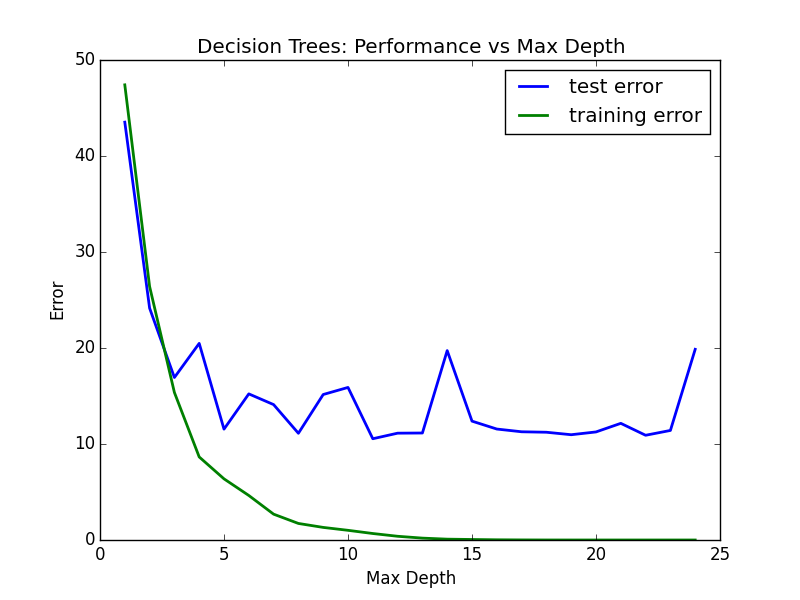 Decision Trees: Performance vs Max Depth
test error
training error
50
40
30
20
10
0
Error
0 5 10 15 20 25
Max Depth